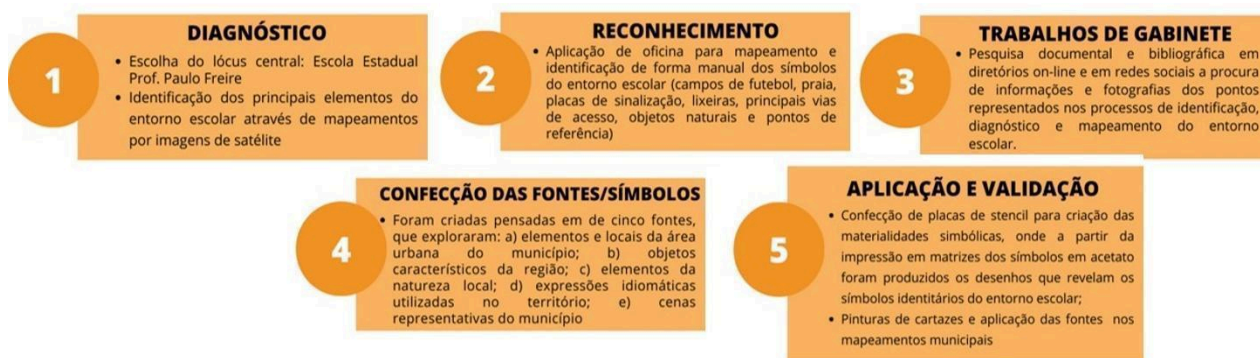 1
DIAGNÓSTICO
• Escolha do lócus central: Escola Estadual
Prof. Paulo Freire
• Identificação dos principais elementos do
entorno escolar através de mapeamentos
por imagens de satélite
2
RECONHECIMENTO
• Aplicação de oficina para mapeamento e
identificação de forma manual dos símbolos
do entorno escolar (campos de futebol, praia,
placas de sinalização, lixeiras, principais vias
de acesso, objetos naturais e pontos de
referência)
3
TRABALHOS DE GABINETE
• Pesquisa documental e bibliográfica em
diretórios on-line e em redes sociais a procura
de informações e fotografias dos pontos
representados nos processos de identificação,
diagnóstico e mapeamento do entorno
escolar.
4
CONFECÇÃO DAS FONTES/SÍMBOLOS
• Foram criadas pensadas em de cinco fontes,
que exploraram: a) elementos e locais da área
urbana do município; b) objetos
característicos da região; c) elementos da
natureza local; d) expressões idiomáticas
utilizadas no território; e) cenas
representativas do município
5
APLICAÇÃO E VALIDAÇÃO
• Confecção de placas de stencil para criação das
materialidades simbólicas, onde a partir da
impressão em matrizes dos símbolos em acetato
foram produzidos os desenhos que revelam os
símbolos identitários do entorno escolar;
• Pinturas de cartazes e aplicação das fontes nos
mapeamentos municipais